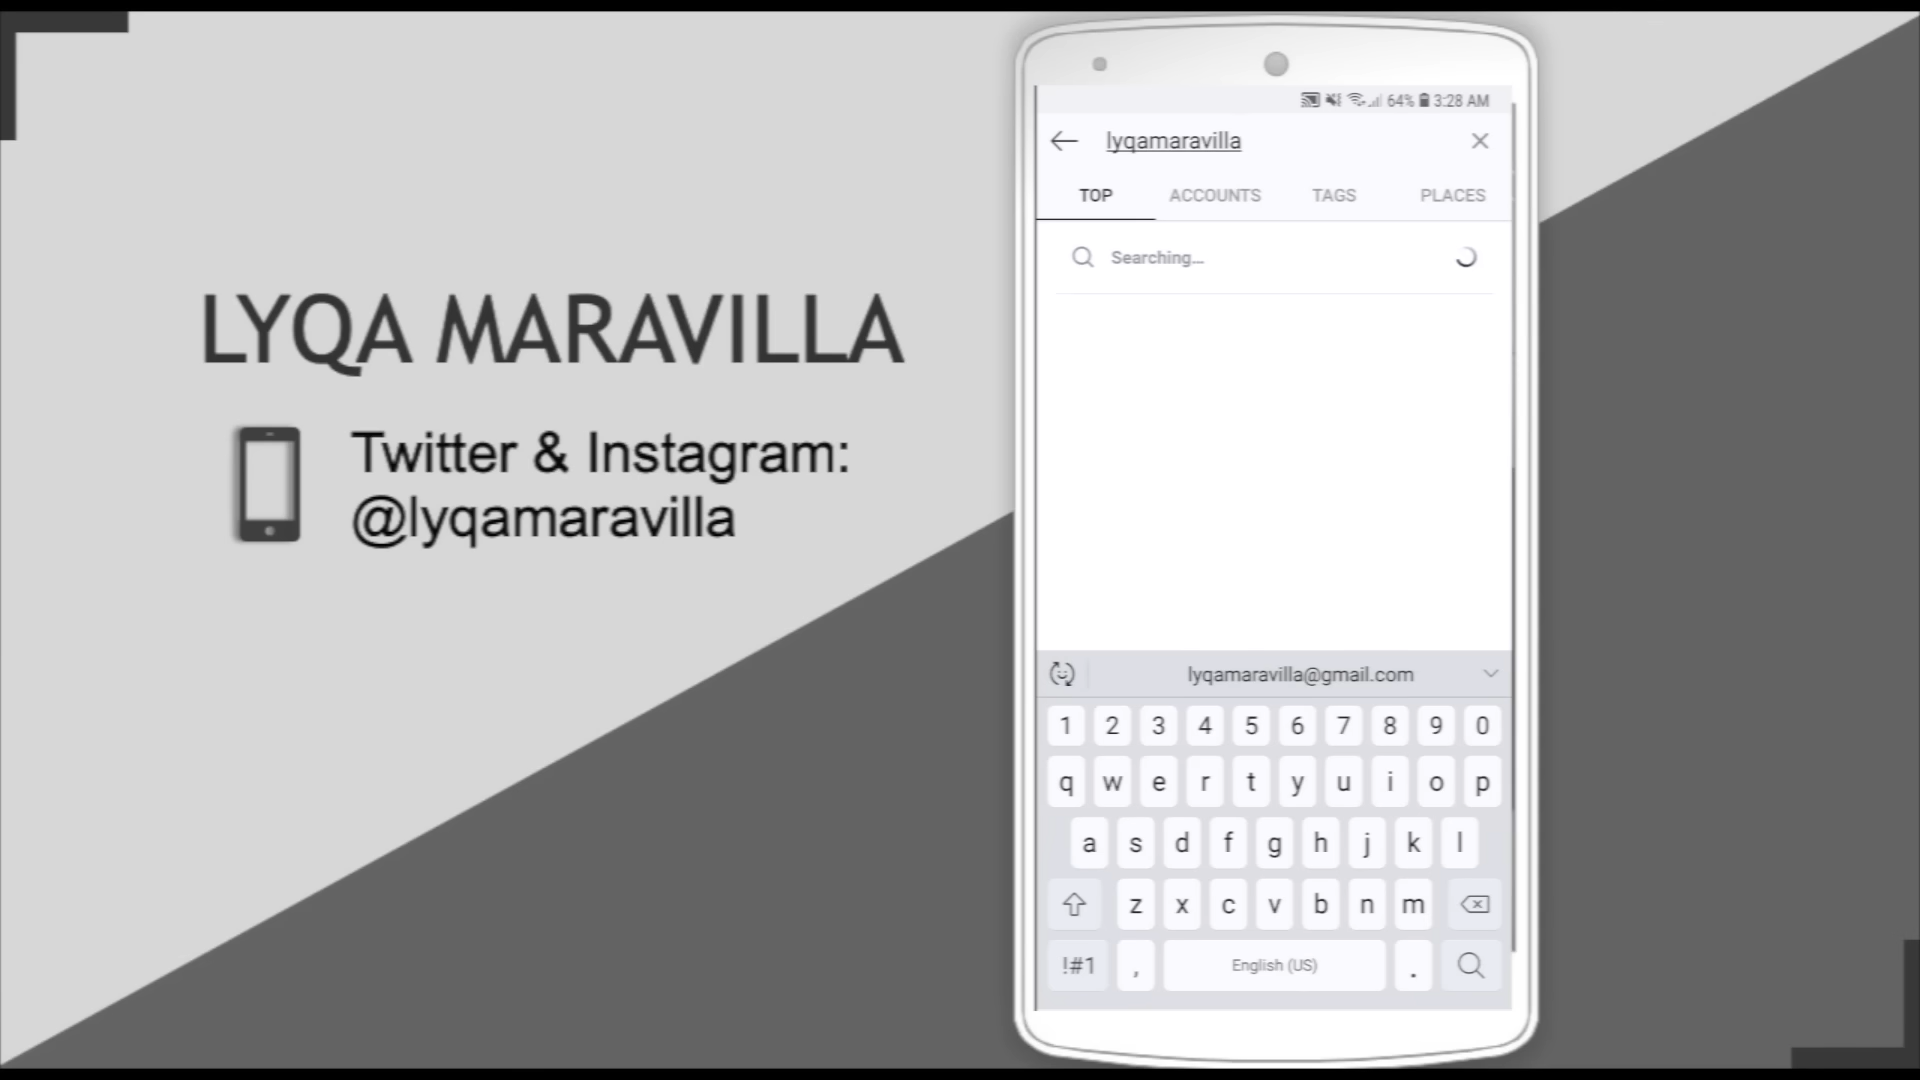 LYQA MARAVILLA
Twitter & Instagram:
@lyqamaravilla
64% 3:28 AM
lyqamaravilla
TOP ACCOUNTS TAGS PLACES
Searching...
lyqamaravilla@gmail.com
1 2 3 4 5 6 7 8 9 0
q w e r t y u i o p
a s d f g h j k l
z x c v b n m
!#1 , English (US) .